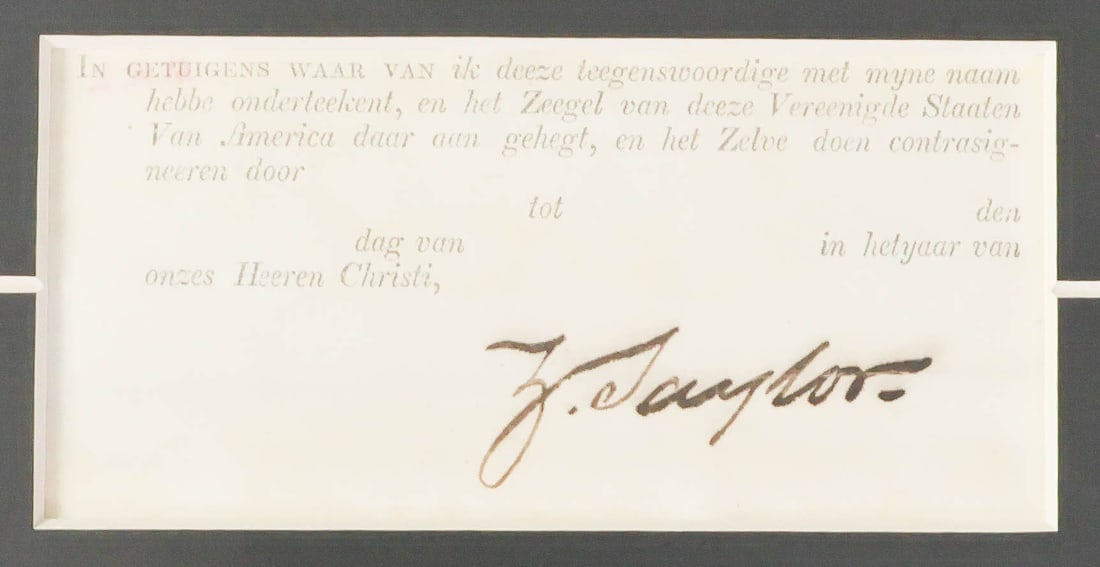 IN GETUIGENS WAAR VAN ik deeze teegenswoordige met myne naam
hebbe onderteekent, en het Zeegel van deeze Vereenigde Staaten
Van America daar aan gehegt, en het Zelve doen contrasig-
neeren door
tot den
dag van in hetyaar van
onzes Heeren Christi,
Z. Taylor